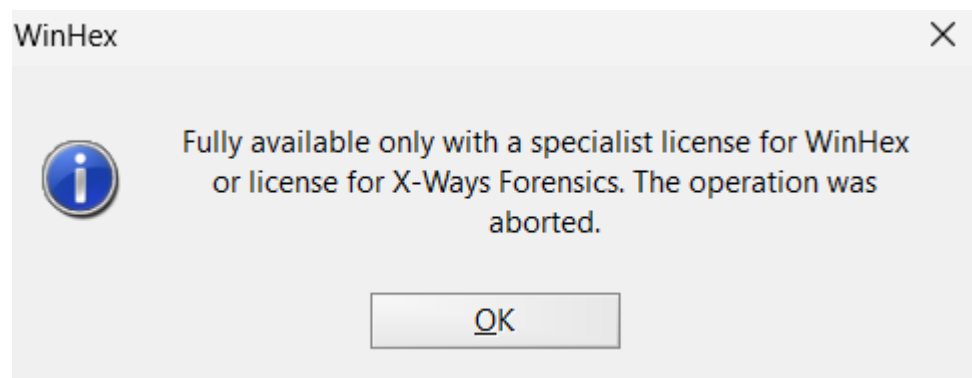 WinHex
Fully available only with a specialist license for WinHex
or license for X-Ways Forensics. The operation was
aborted.
OK